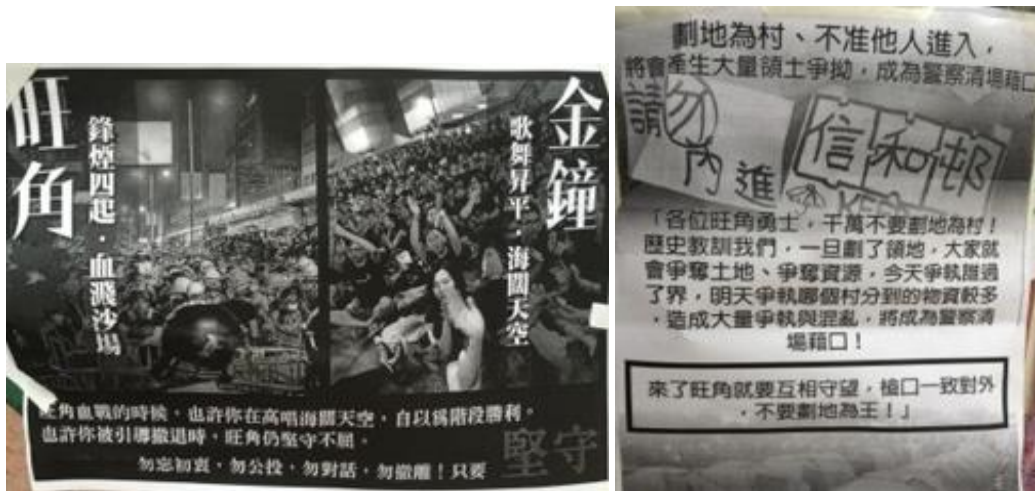 旺角
鋒煙四起．血濺沙場
金鐘
歌舞昇平．海闊天空
旺角血戰的時候，也許你在高唱海闊天空，自以為階段勝利。
也許你被引導撤退時，旺角仍堅守不屈。
勿忘初衷，勿公投，勿對話，勿撤離！只要
堅守
劃地為村、不准他人進入，
將會產生大量領土爭拗，成為警察清場藉口
請勿
內進
信和邨
「各位旺角勇士，千萬不要劃地為村！
歷史教訓我們，一旦劃了領地，大家就
會爭奪土地、爭奪資源，今天爭執誰過
了界，明天爭執哪個村分到的物資較多
，造成大量爭執與混亂，將成為警察清
場藉口！
來了旺角就要互相守望，槍口一致對外
，不要劃地為王！」